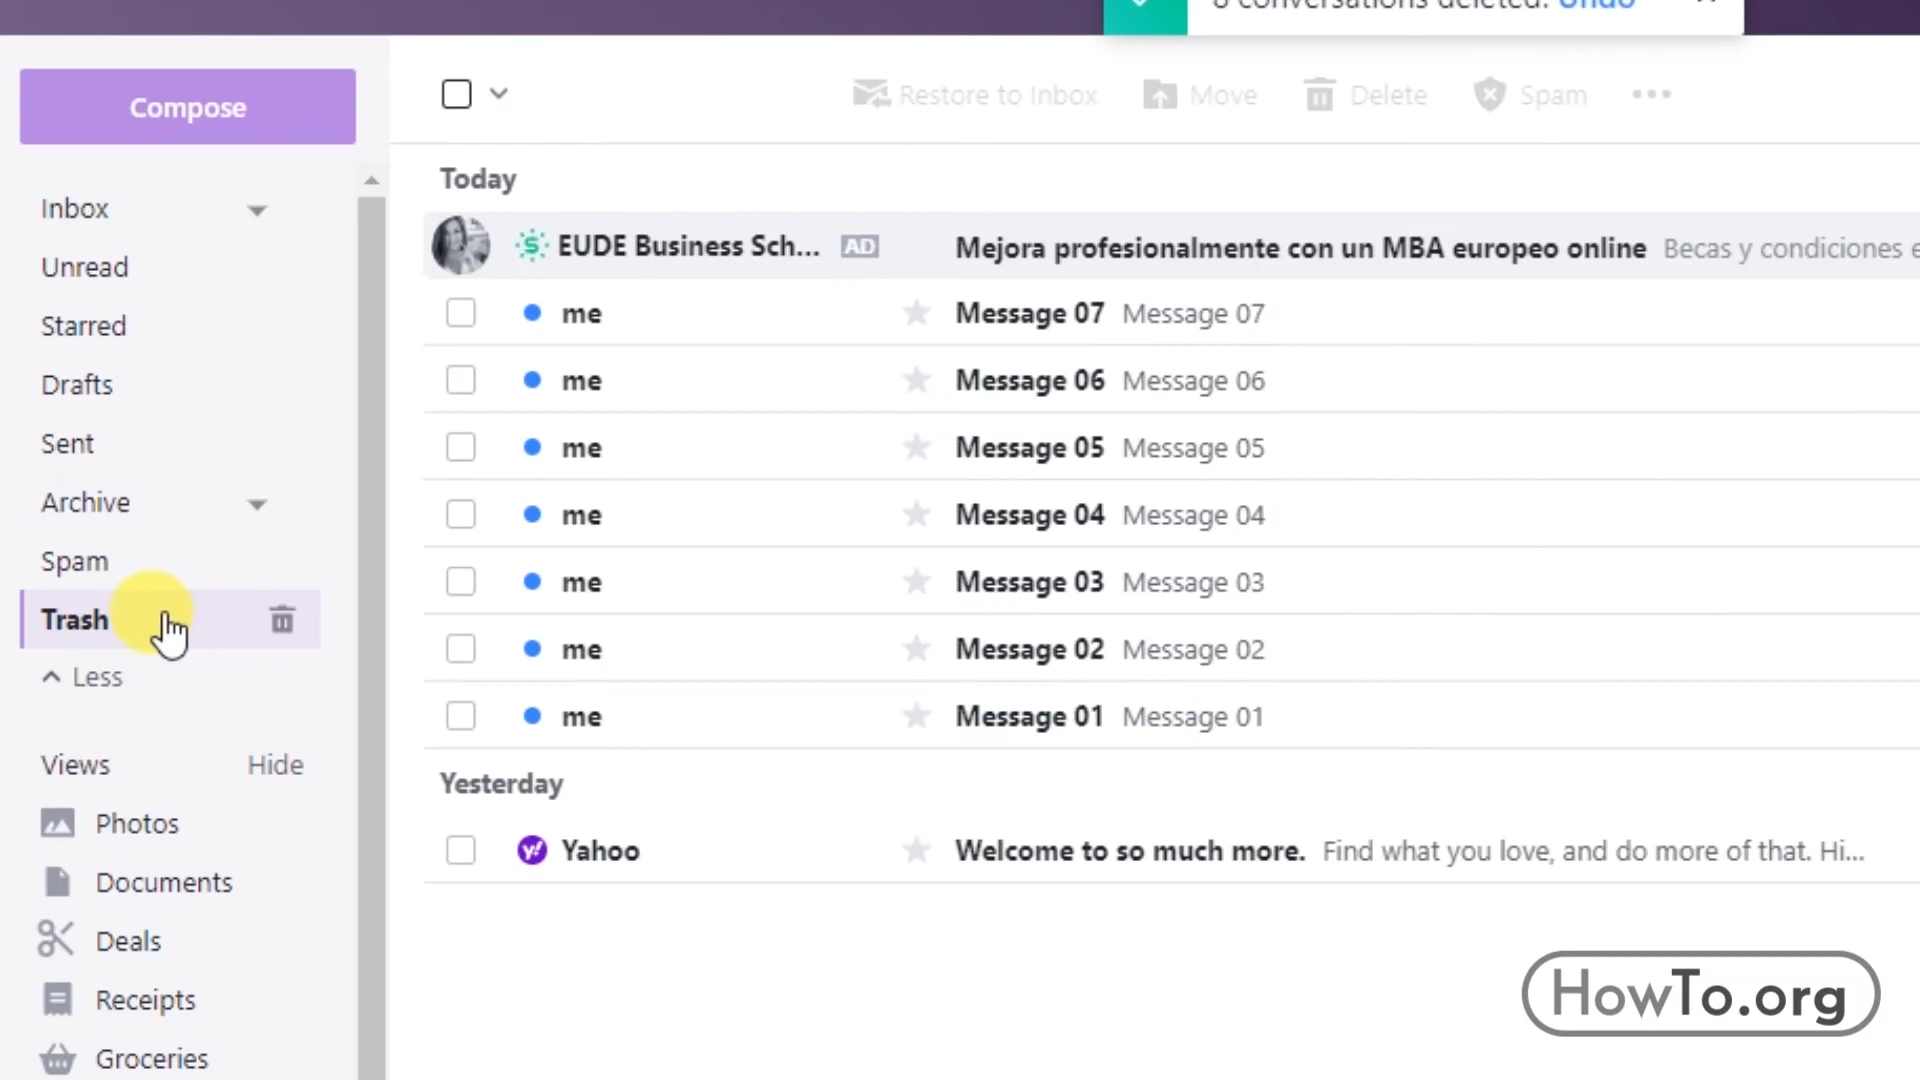 8 conversations deleted. Undo
Compose
Restore to Inbox Move Delete Spam
Inbox
Unread
Starred
Drafts
Sent
Archive
Spam
Trash
Less
Views Hide
Photos
Documents
Deals
Receipts
Groceries
Today
EUDE Business Sch... AD Mejora profesionalmente con un MBA europeo online Becas y condiciones e
me Message 07 Message 07
me Message 06 Message 06
me Message 05 Message 05
me Message 04 Message 04
me Message 03 Message 03
me Message 02 Message 02
me Message 01 Message 01
Yesterday
Yahoo Welcome to so much more. Find what you love, and do more of that. Hi...
HowTo.org